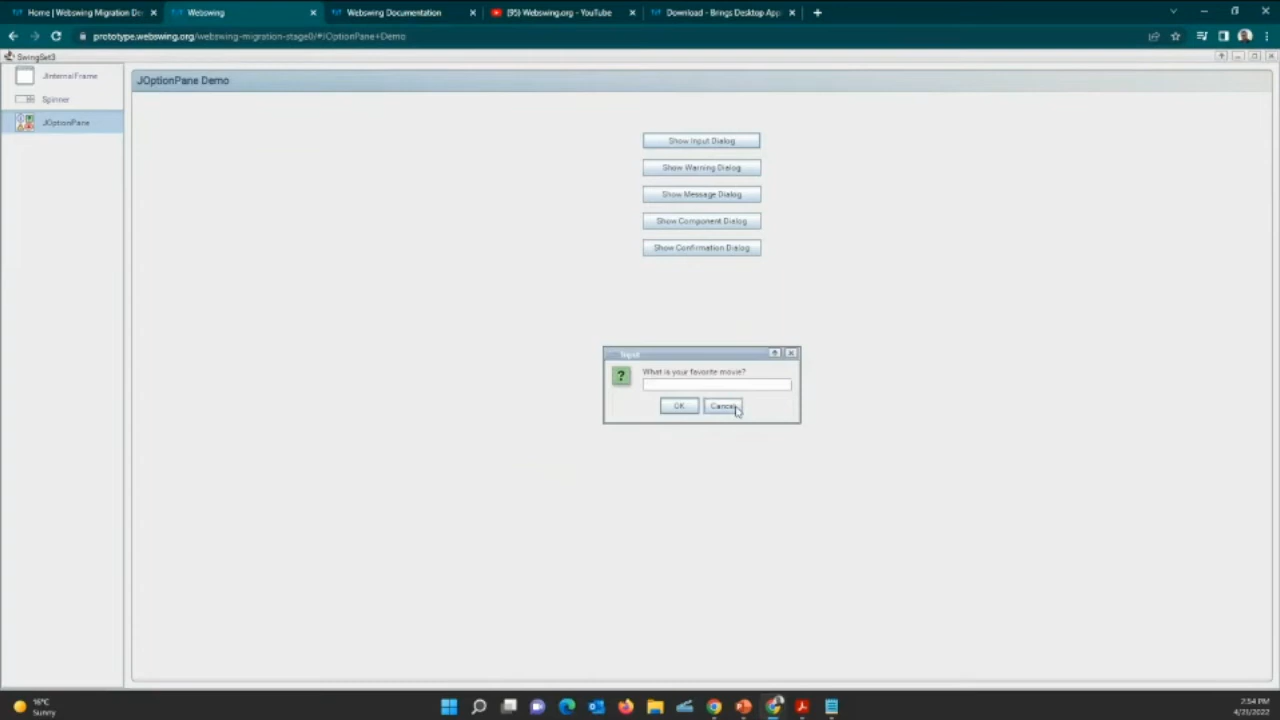 Home | Webswing Migration De
Webswing
Webswing Documentation
(95) Webswing.org - YouTube
Download - Brings Desktop App
prototype.webswing.org/webswing-migration-stage0/#JOptionPane+Demo
SwingSet3
JInternalFrame
Spinner
JOptionPane
JOptionPane Demo
Show Input Dialog
Show Warning Dialog
Show Message Dialog
Show Component Dialog
Show Confirmation Dialog
Input
What is your favorite movie?
?
OK
Cancel
16°C
Sunny
2:54 PM
4/21/2022